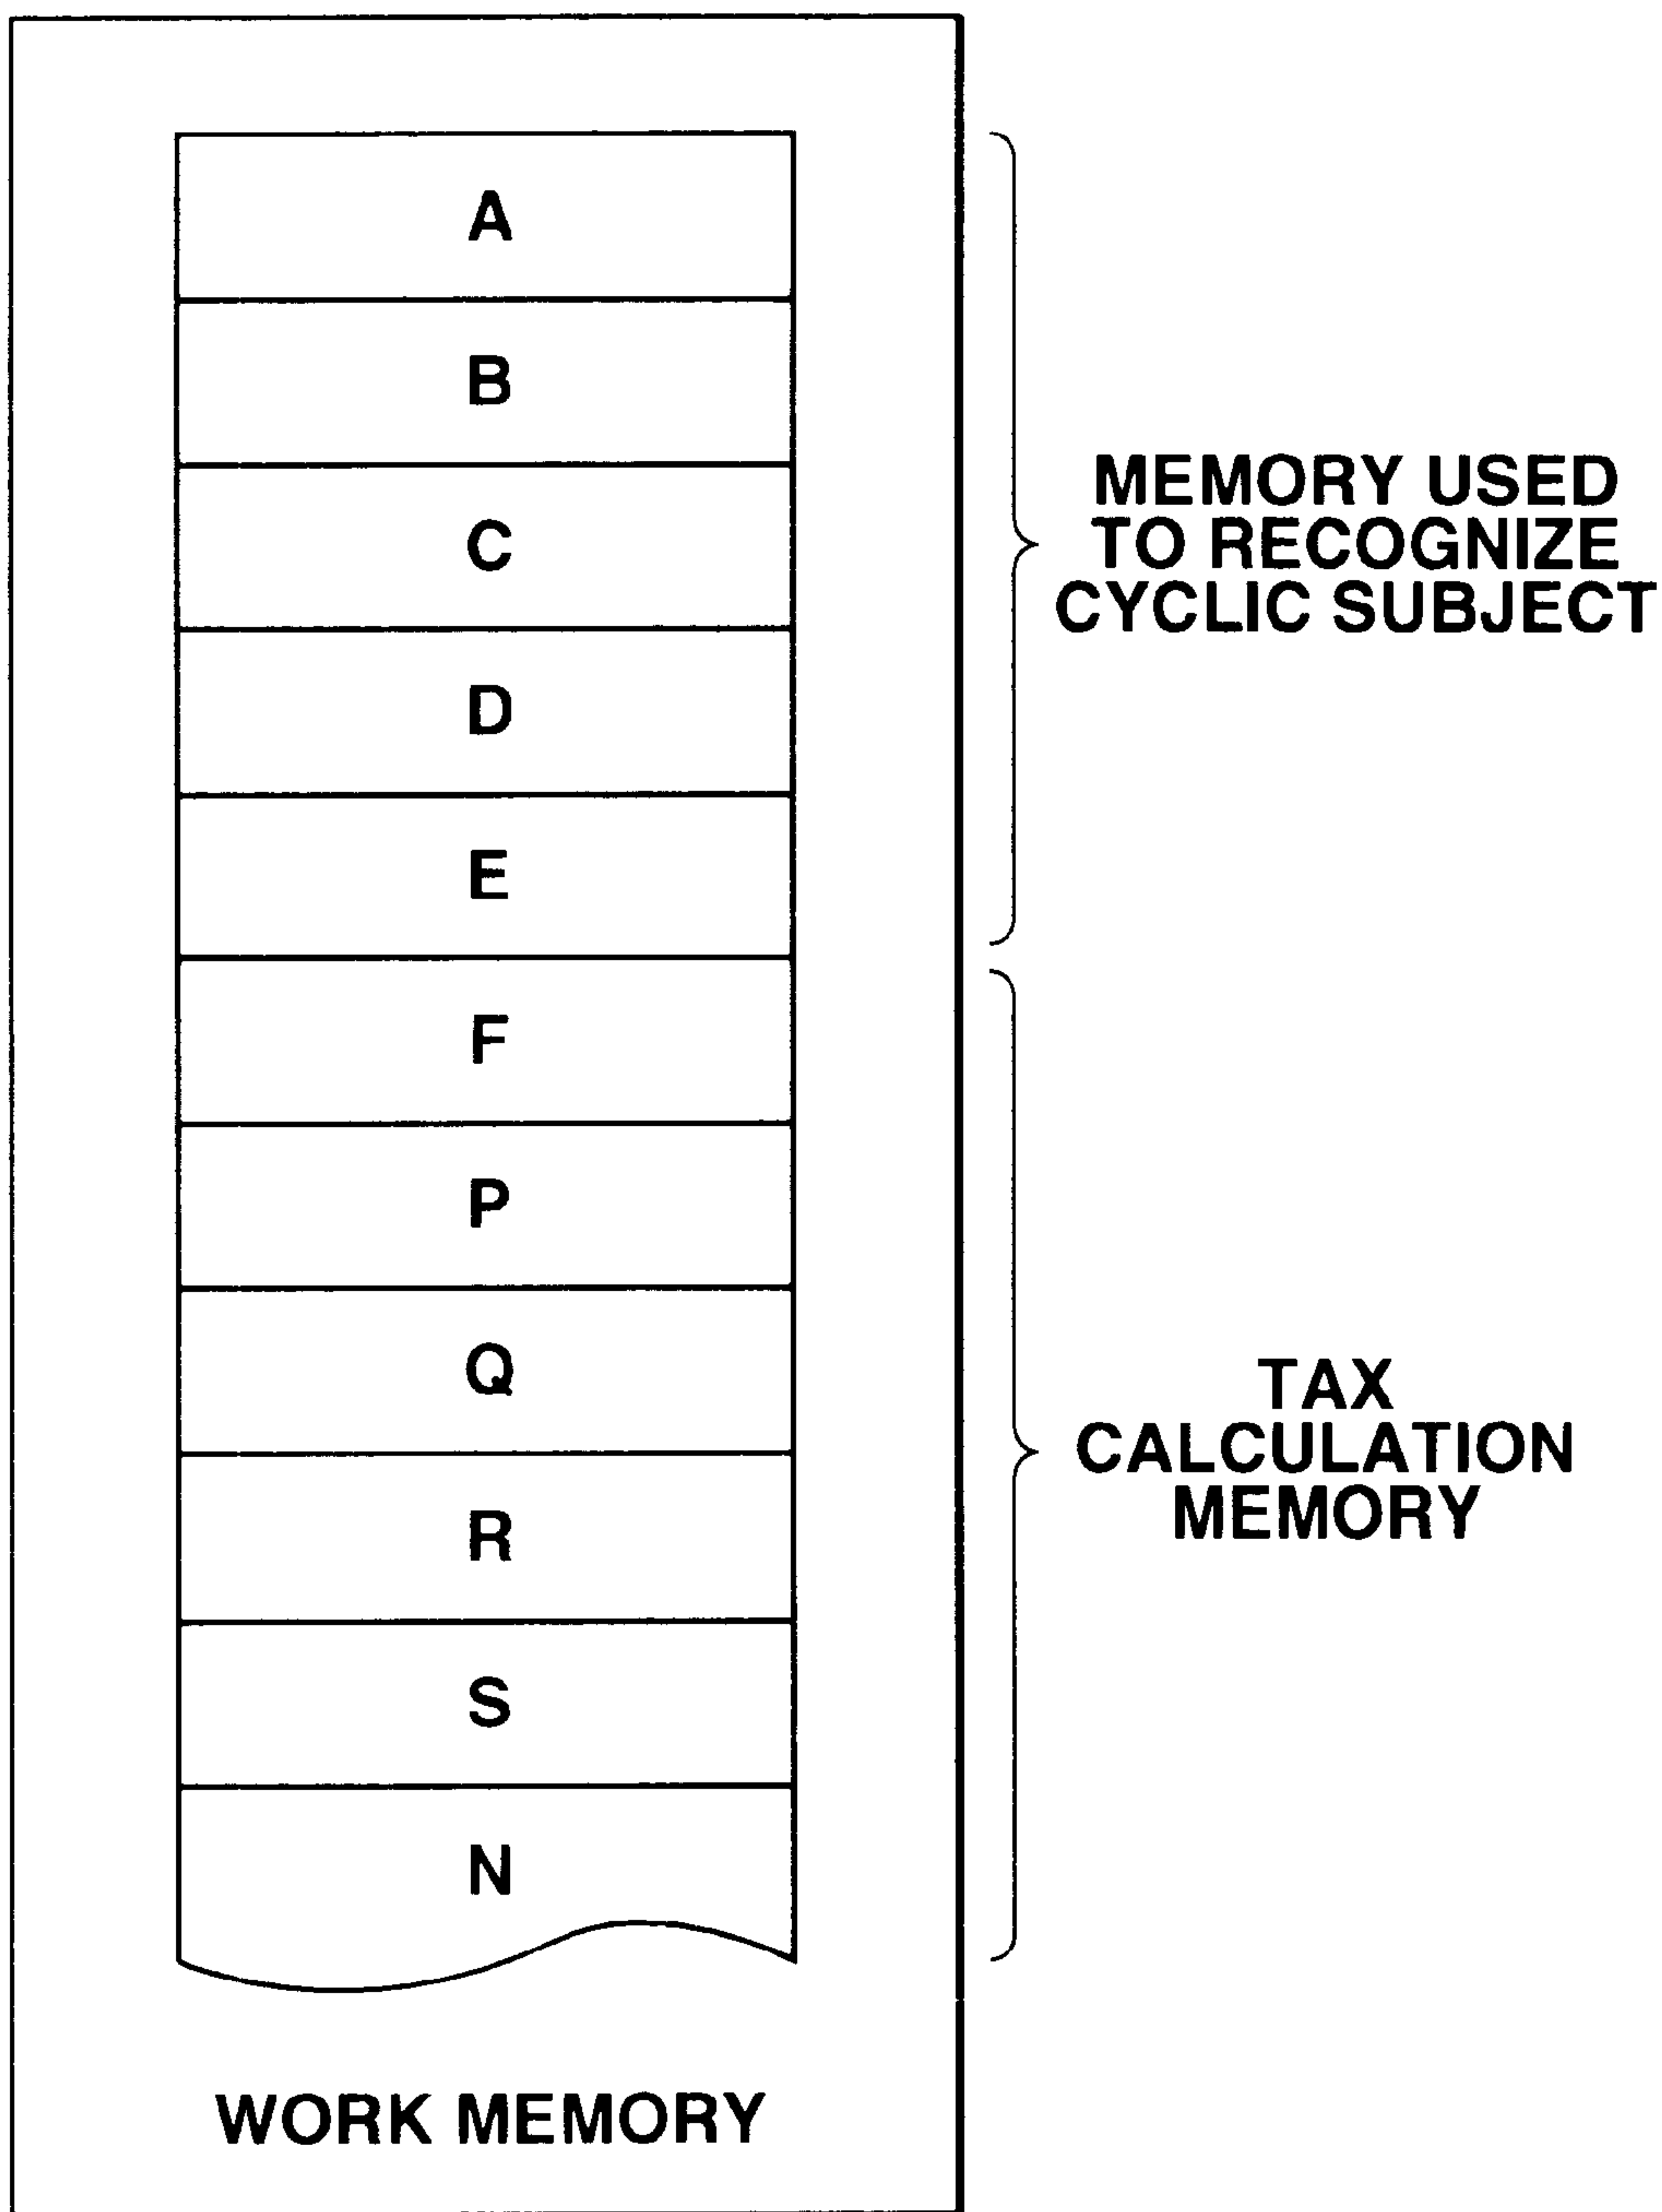 A
B
C
D
E
F
P
Q
R
S
N
WORK MEMORY
MEMORY USED
TO RECOGNIZE
CYCLIC SUBJECT
TAX
CALCULATION
MEMORY